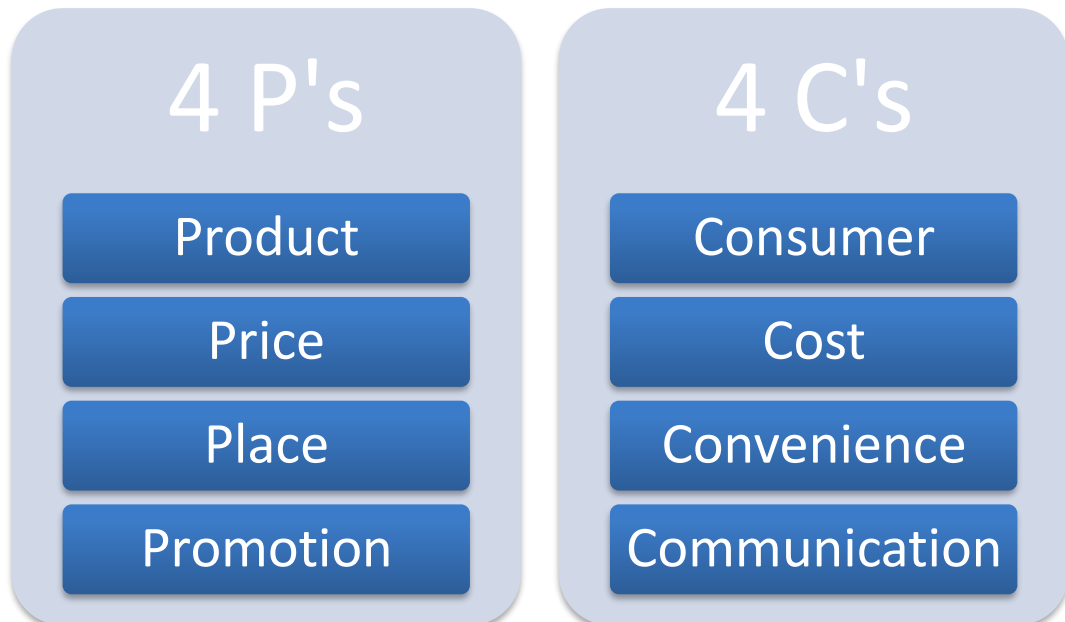 4 P's
Product
Price
Place
Promotion
4 C's
Consumer
Cost
Convenience
Communication